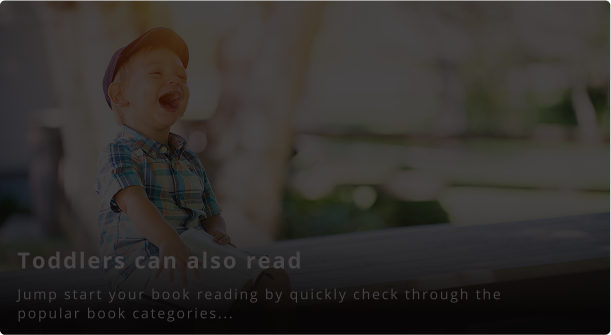 Toddlers can also read
Jump start your book reading by quickly check through the
popular book categories...